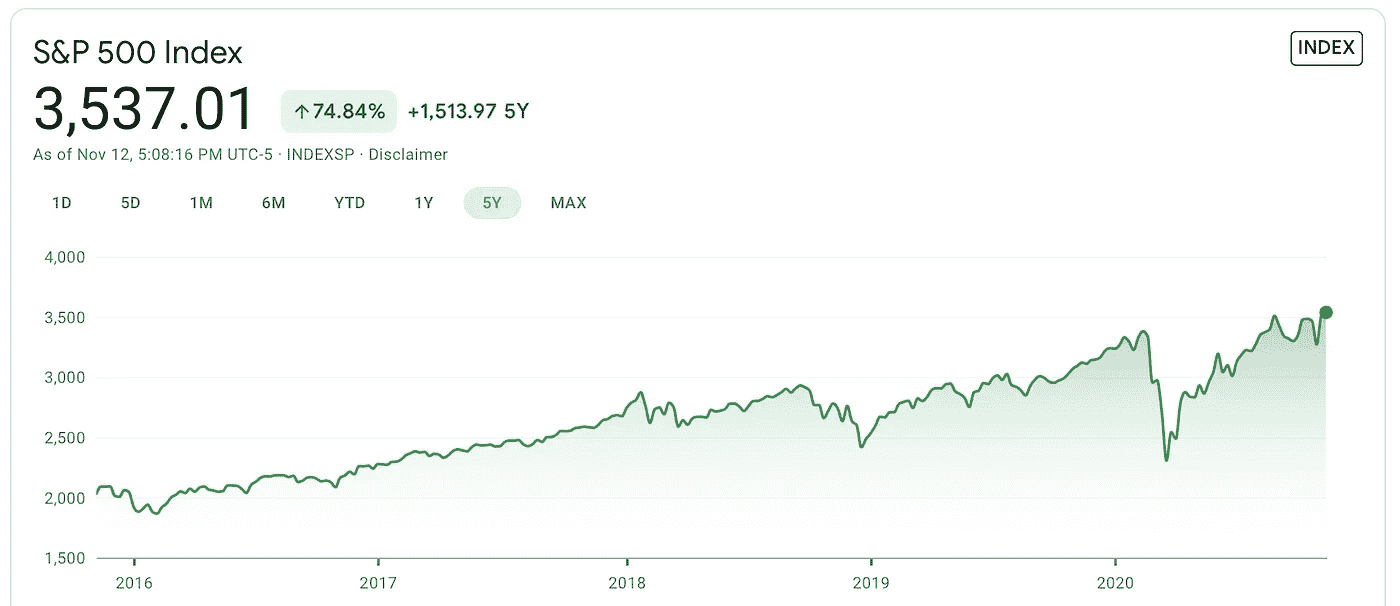 S&P 500 Index
INDEX
3,537.01 ↑74.84% +1,513.97 5Y
As of Nov 12, 5:08:16 PM UTC-5 · INDEXSP · Disclaimer
1D 5D 1M 6M YTD 1Y 5Y MAX
4,000
3,500
3,000
2,500
2,000
1,500
2016 2017 2018 2019 2020